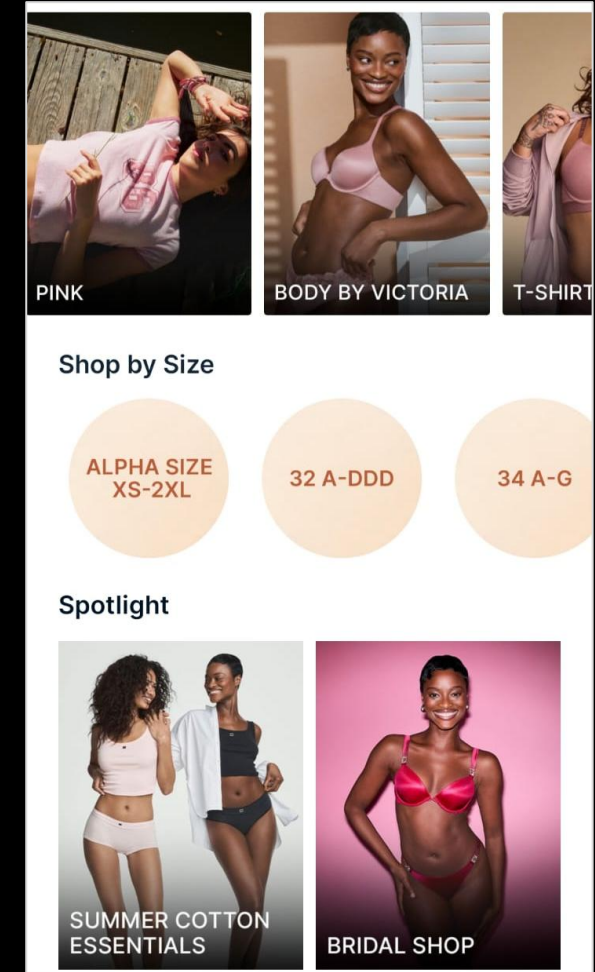 PINK
BODY BY VICTORIA
T-SHIRT
Shop by Size
ALPHA SIZE
XS-2XL
32 A-DDD
34 A-G
Spotlight
SUMMER COTTON
ESSENTIALS
BRIDAL SHOP